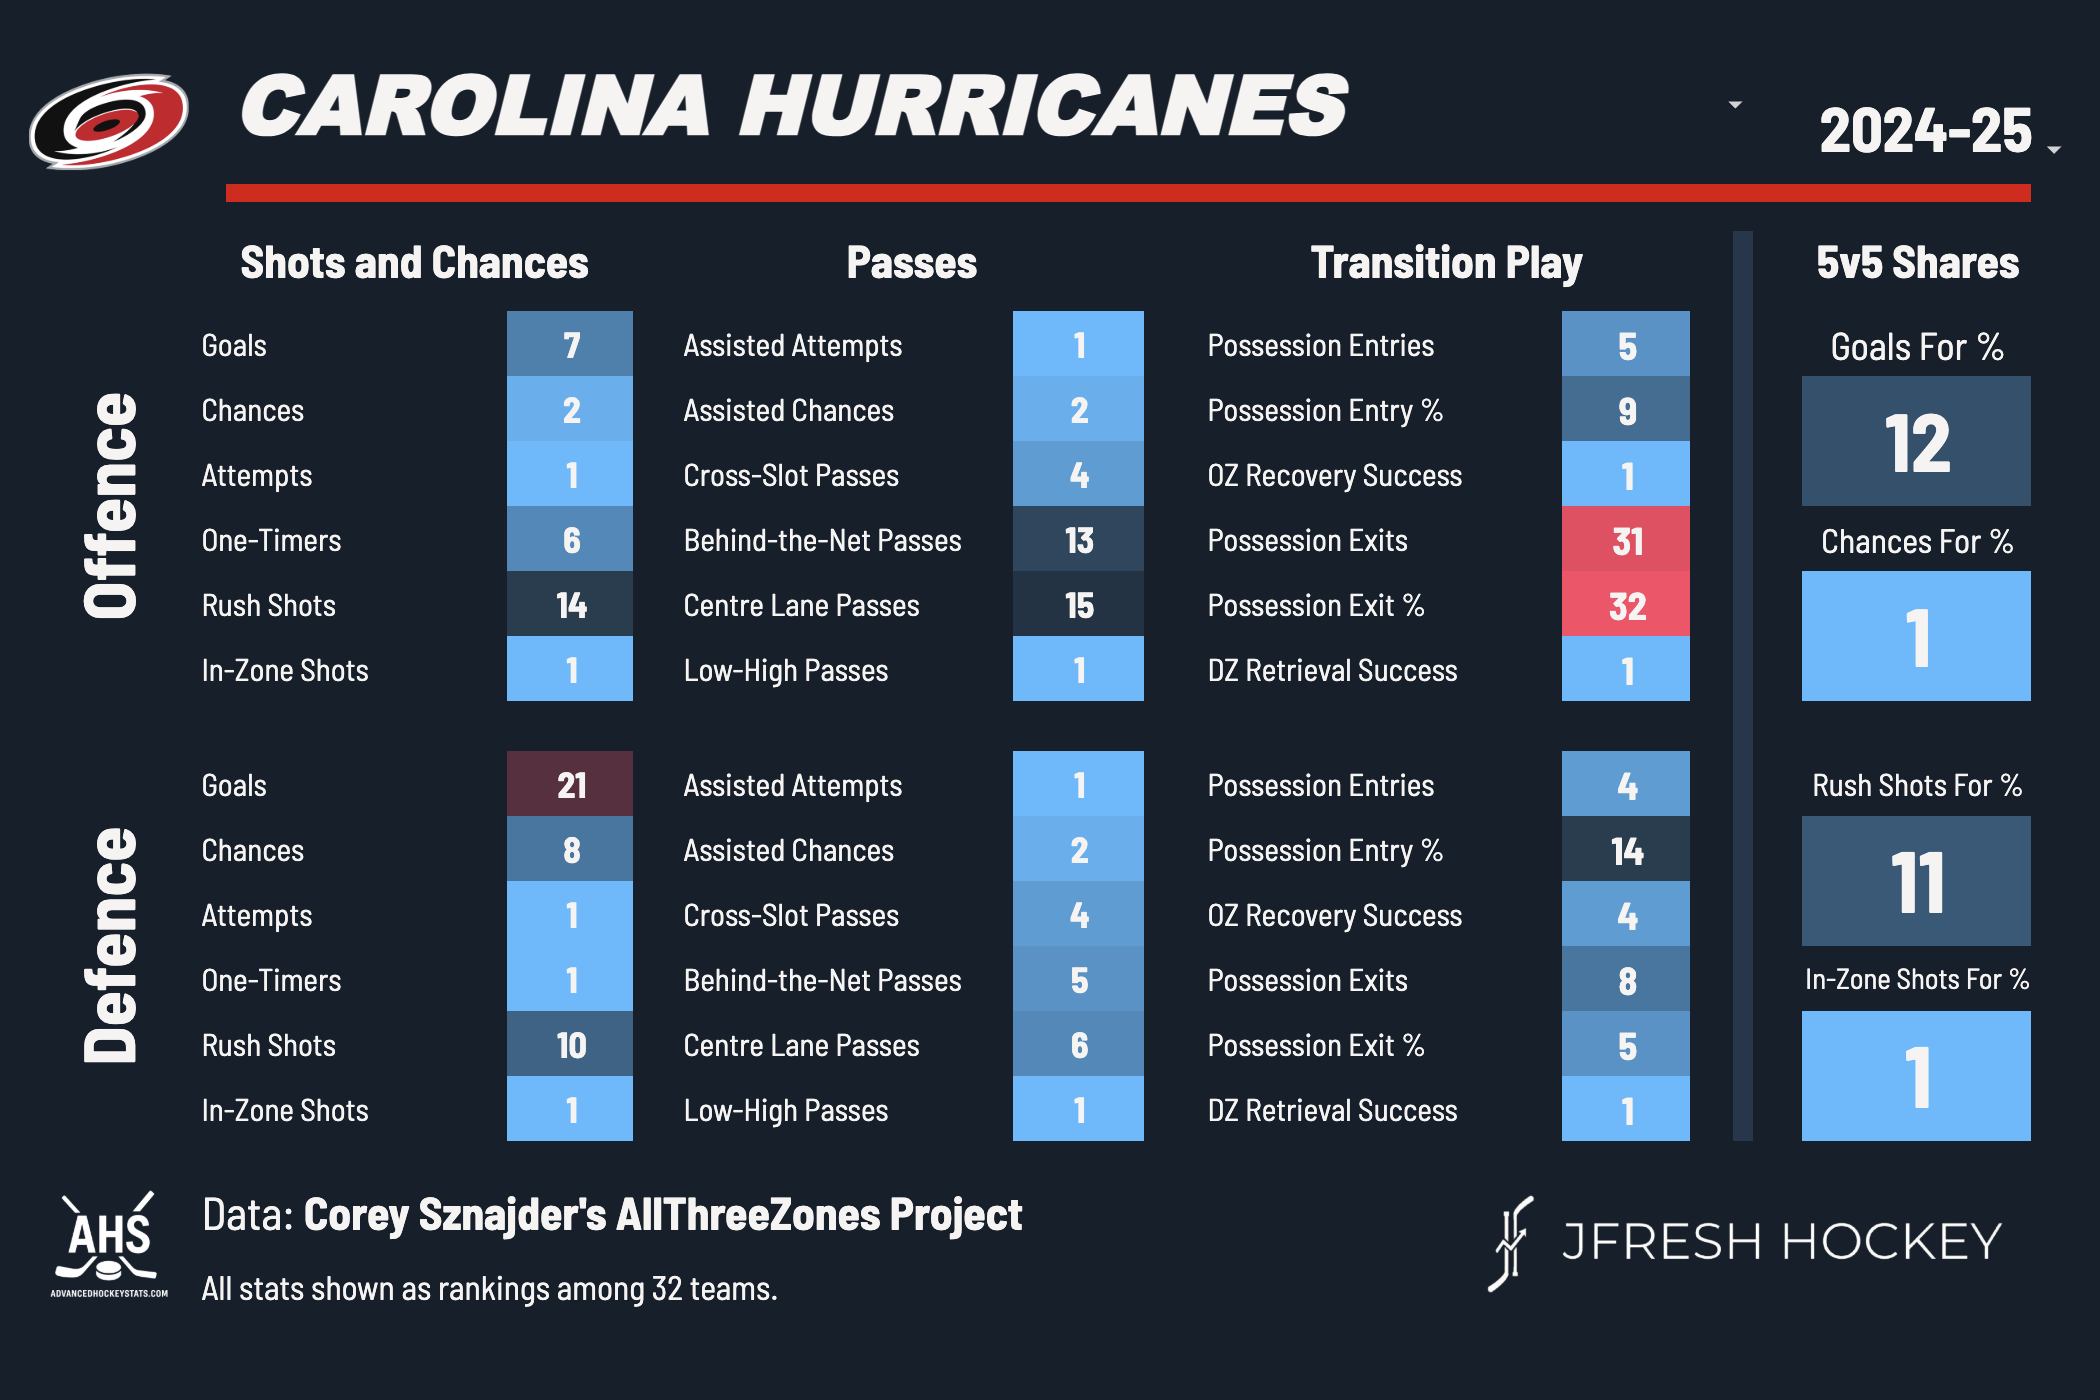 CAROLINA HURRICANES
2024-25
Shots and Chances
Passes
Transition Play
5v5 Shares
Offence
Goals 7
Chances 2
Attempts 1
One-Timers 6
Rush Shots 14
In-Zone Shots 1
Assisted Attempts 1
Assisted Chances 2
Cross-Slot Passes 4
Behind-the-Net Passes 13
Centre Lane Passes 15
Low-High Passes 1
Possession Entries 5
Possession Entry % 9
OZ Recovery Success 1
Possession Exits 31
Possession Exit % 32
DZ Retrieval Success 1
Goals For %
12
Chances For %
1
Defence
Goals 21
Chances 8
Attempts 1
One-Timers 1
Rush Shots 10
In-Zone Shots 1
Assisted Attempts 1
Assisted Chances 2
Cross-Slot Passes 4
Behind-the-Net Passes 5
Centre Lane Passes 6
Low-High Passes 1
Possession Entries 4
Possession Entry % 14
OZ Recovery Success 4
Possession Exits 8
Possession Exit % 5
DZ Retrieval Success 1
Rush Shots For %
11
In-Zone Shots For %
1
AHS
ADVANCEDHOCKEYSTATS.COM
Data: Corey Sznajder's AllThreeZones Project
All stats shown as rankings among 32 teams.
JFRESH HOCKEY